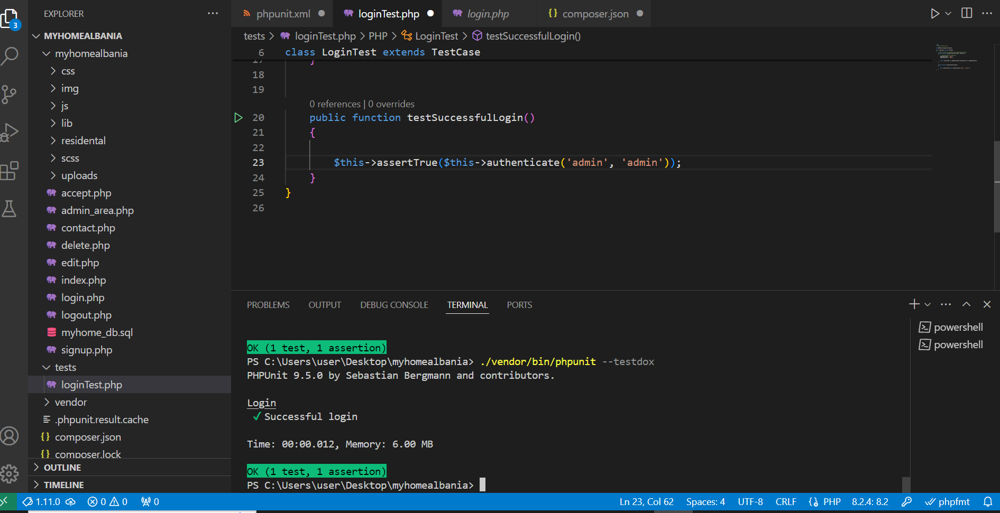 EXPLORER
3
MYHOMEALBANIA
myhomealbania
css
img
js
lib
residental
scss
uploads
accept.php
admin_area.php
contact.php
delete.php
edit.php
index.php
login.php
logout.php
myhome_db.sql
signup.php
tests
loginTest.php
vendor
.phpunit.result.cache
composer.json
composer.lock
OUTLINE
TIMELINE
phpunit.xml
loginTest.php
login.php
composer.json
tests > loginTest.php > PHP > LoginTest > testSuccessfulLogin()
6 class LoginTest extends TestCase
17 }
18
19
0 references | 0 overrides
20 public function testSuccessfulLogin()
21 {
22
23 $this->assertTrue($this->authenticate('admin', 'admin'));
24 }
25 }
26
PROBLEMS OUTPUT DEBUG CONSOLE TERMINAL PORTS
powershell
powershell
OK (1 test, 1 assertion)
PS C:\Users\user\Desktop\myhomealbania> ./vendor/bin/phpunit --testdox
PHPUnit 9.5.0 by Sebastian Bergmann and contributors.
Login
✓ Successful login
Time: 00:00.012, Memory: 6.00 MB
OK (1 test, 1 assertion)
PS C:\Users\user\Desktop\myhomealbania>
1.11.0 0 0 0 Ln 23, Col 62 Spaces: 4 UTF-8 CRLF PHP 8.2.4: 8.2 phpfmt